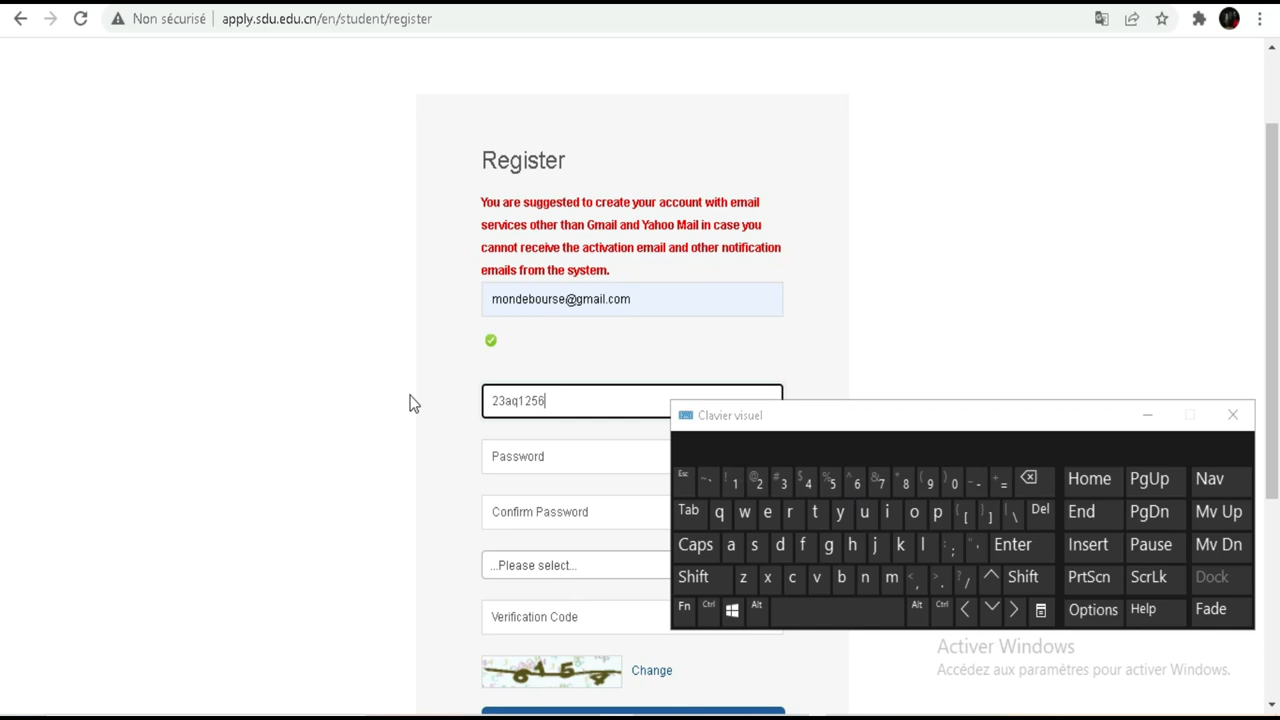 Non sécurisé
apply.sdu.edu.cn/en/student/register
Register
You are suggested to create your account with email
services other than Gmail and Yahoo Mail in case you
cannot receive the activation email and other notification
emails from the system.
mondebourse@gmail.com
23aq1256
Password
Confirm Password
...Please select...
Verification Code
Change
Clavier visuel
Esc ~ ` ! 1 @ 2 # 3 $ 4 % 5 ^ 6 & 7 * 8 ( 9 ) 0 _ - + = Home PgUp Nav
Tab q w e r t y u i o p { [ } ] | \ Del End PgDn Mv Up
Caps a s d f g h j k l : ; " ' Enter Insert Pause Mv Dn
Shift z x c v b n m < , > . ? / Shift PrtScn ScrLk Dock
Fn Ctrl Alt Alt Ctrl Options Help Fade
Activer Windows
Accédez aux paramètres pour activer Windows.